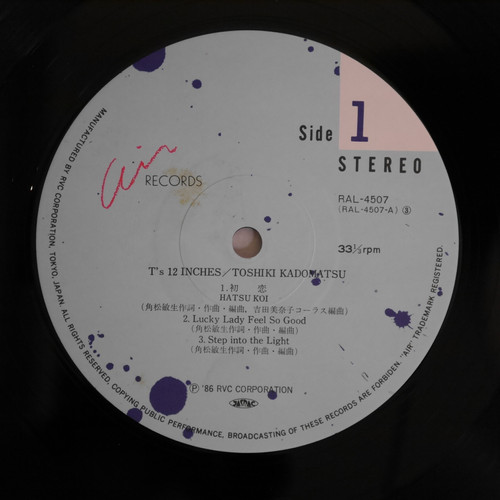 Side 1
STEREO
Air RECORDS
RAL-4507
(RAL-4507-A)
33⅓rpm
T's 12 INCHES／TOSHIKI KADOMATSU
1.初　恋
HATSU KOI
(角松敏生作詞・作曲・編曲, 吉田美奈子コーラス編曲)
2.Lucky Lady Feel So Good
(角松敏生作詞・作曲・編曲)
3.Step into the Light
(角松敏生作詞・作曲・編曲)
Ⓟ '86 RVC CORPORATION
JASRAC
MANUFACTURED BY RVC CORPORATION, TOKYO, JAPAN. ALL RIGHTS RESERVED, COPYING PUBLIC PERFORMANCE, BROADCASTING OF THESE RECORDS ARE FORBIDDEN. "AIR" TRADEMARK REGISTERED.